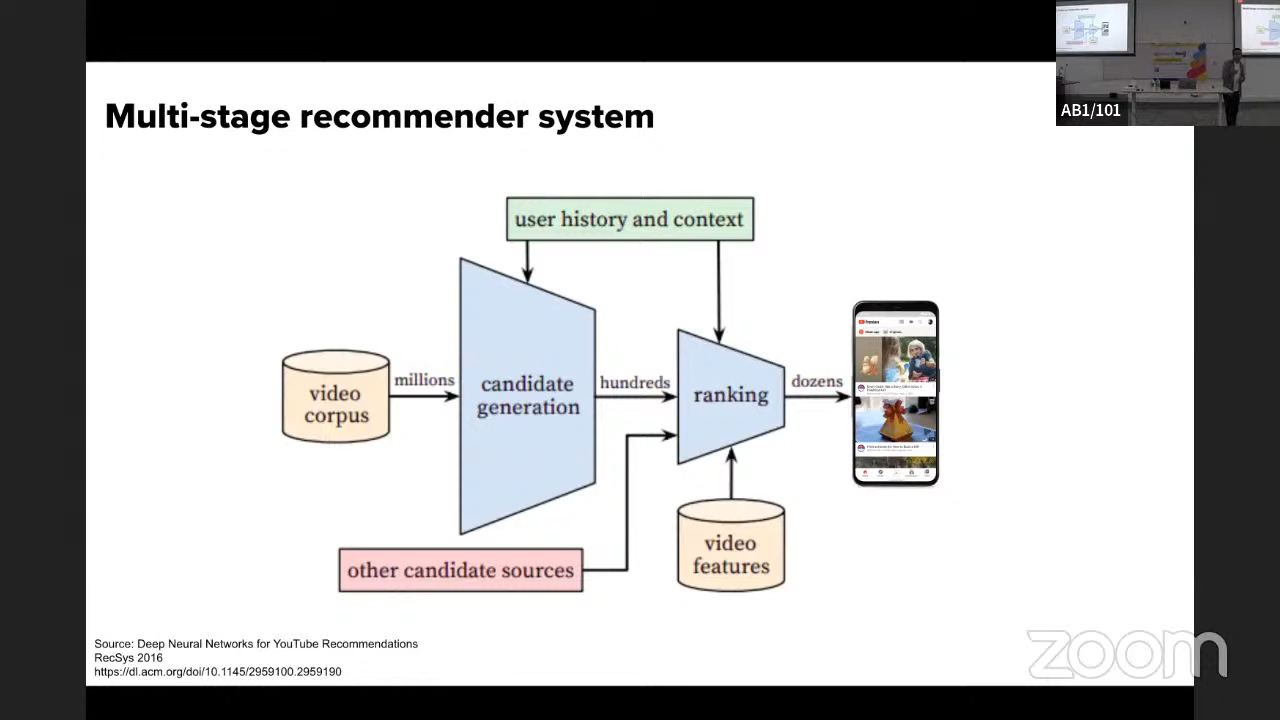 Multi-stage recommender system
AB1/101
user history and context
video
corpus
millions
candidate
generation
hundreds
ranking
dozens
other candidate sources
video
features
Source: Deep Neural Networks for YouTube Recommendations
RecSys 2016
https://dl.acm.org/doi/10.1145/2959100.2959190
zoom